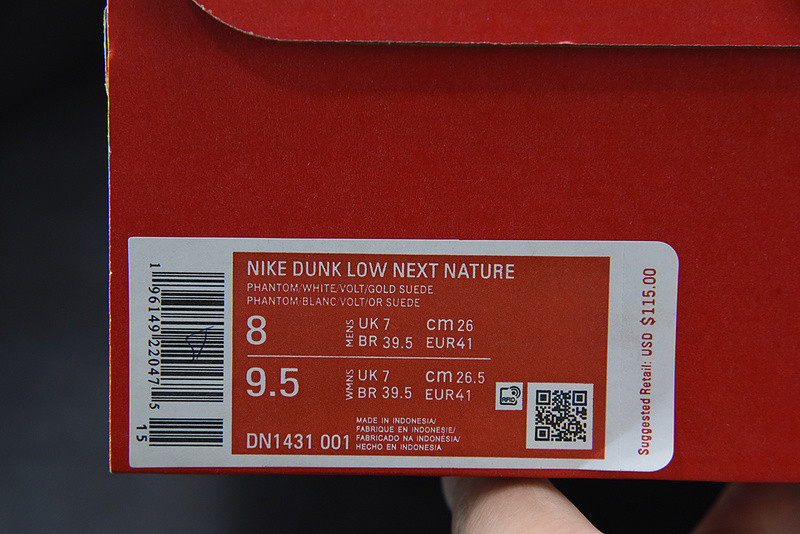 NIKE DUNK LOW NEXT NATURE
PHANTOM/WHITE/VOLT/GOLD SUEDE
PHANTOM/BLANC/VOLT/OR SUEDE
8 MENS UK 7 cm 26
BR 39.5 EUR41
9.5 WMNS UK 7 cm 26.5
BR 39.5 EUR41
RFID
MADE IN INDONESIA/
FABRIQUE EN INDONESIE/
FABRICADO NA INDONÉSIA/
HECHO EN INDONESIA
DN1431 001
1 96149 22047 5
15
Suggested Retail: USD $115.00